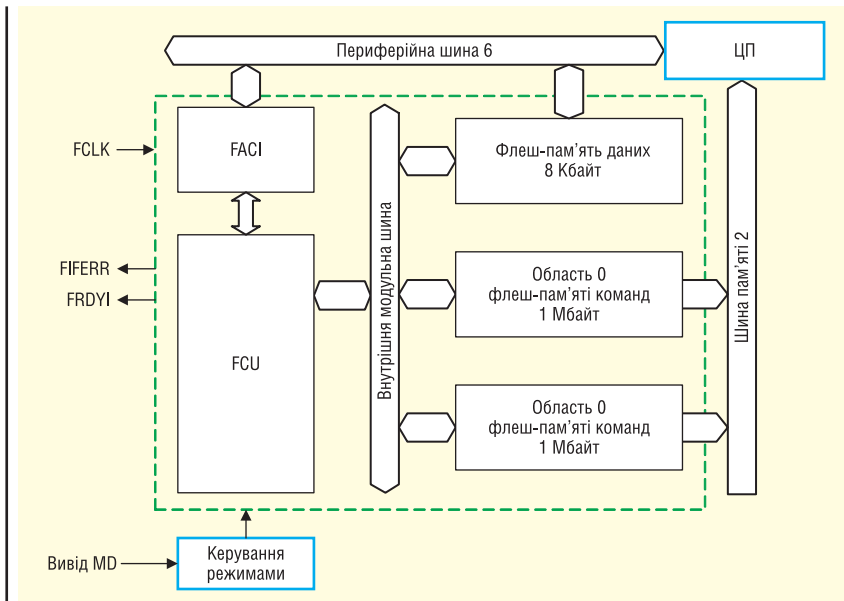 Периферійна шина 6
ЦП
FCLK
FACI
Флеш-пам'ять даних
8 Кбайт
FIFERR
FRDYI
FCU
Внутрішня модульна шина
Область 0
флеш-пам'яті команд
1 Мбайт
Шина пам'яті 2
Область 0
флеш-пам'яті команд
1 Мбайт
Вивід MD
Керування
режимами